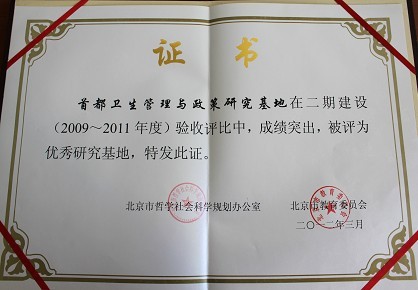 证书
首都卫生管理与政策研究基地在二期建设
（2009～2011年度）验收评比中，成绩突出，被评为
优秀研究基地，特发此证。
北京市哲学社会科学规划办公室 北京市教育委员会
二〇一二年三月